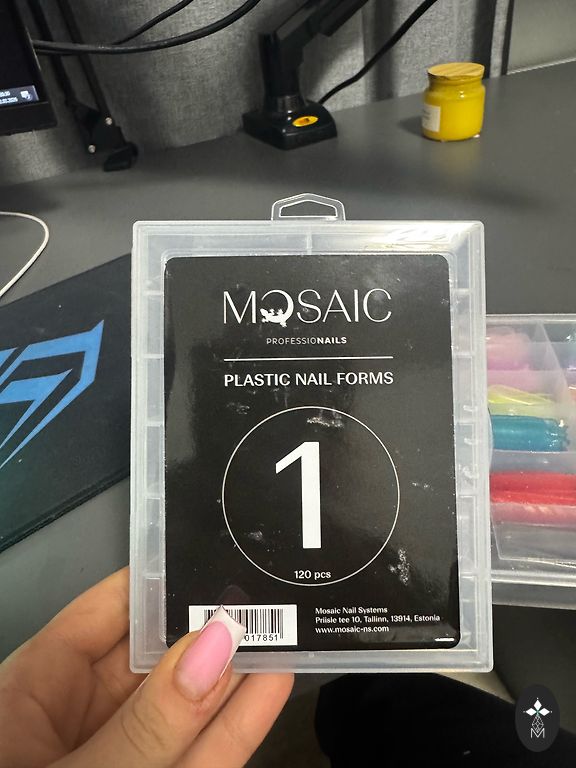 MOSAIC
PROFESSIONAILS
PLASTIC NAIL FORMS
1
120 pcs
Mosaic Nail Systems
Priisle tee 10, Tallinn, 13914, Estonia
www.mosaic-ns.com
017851